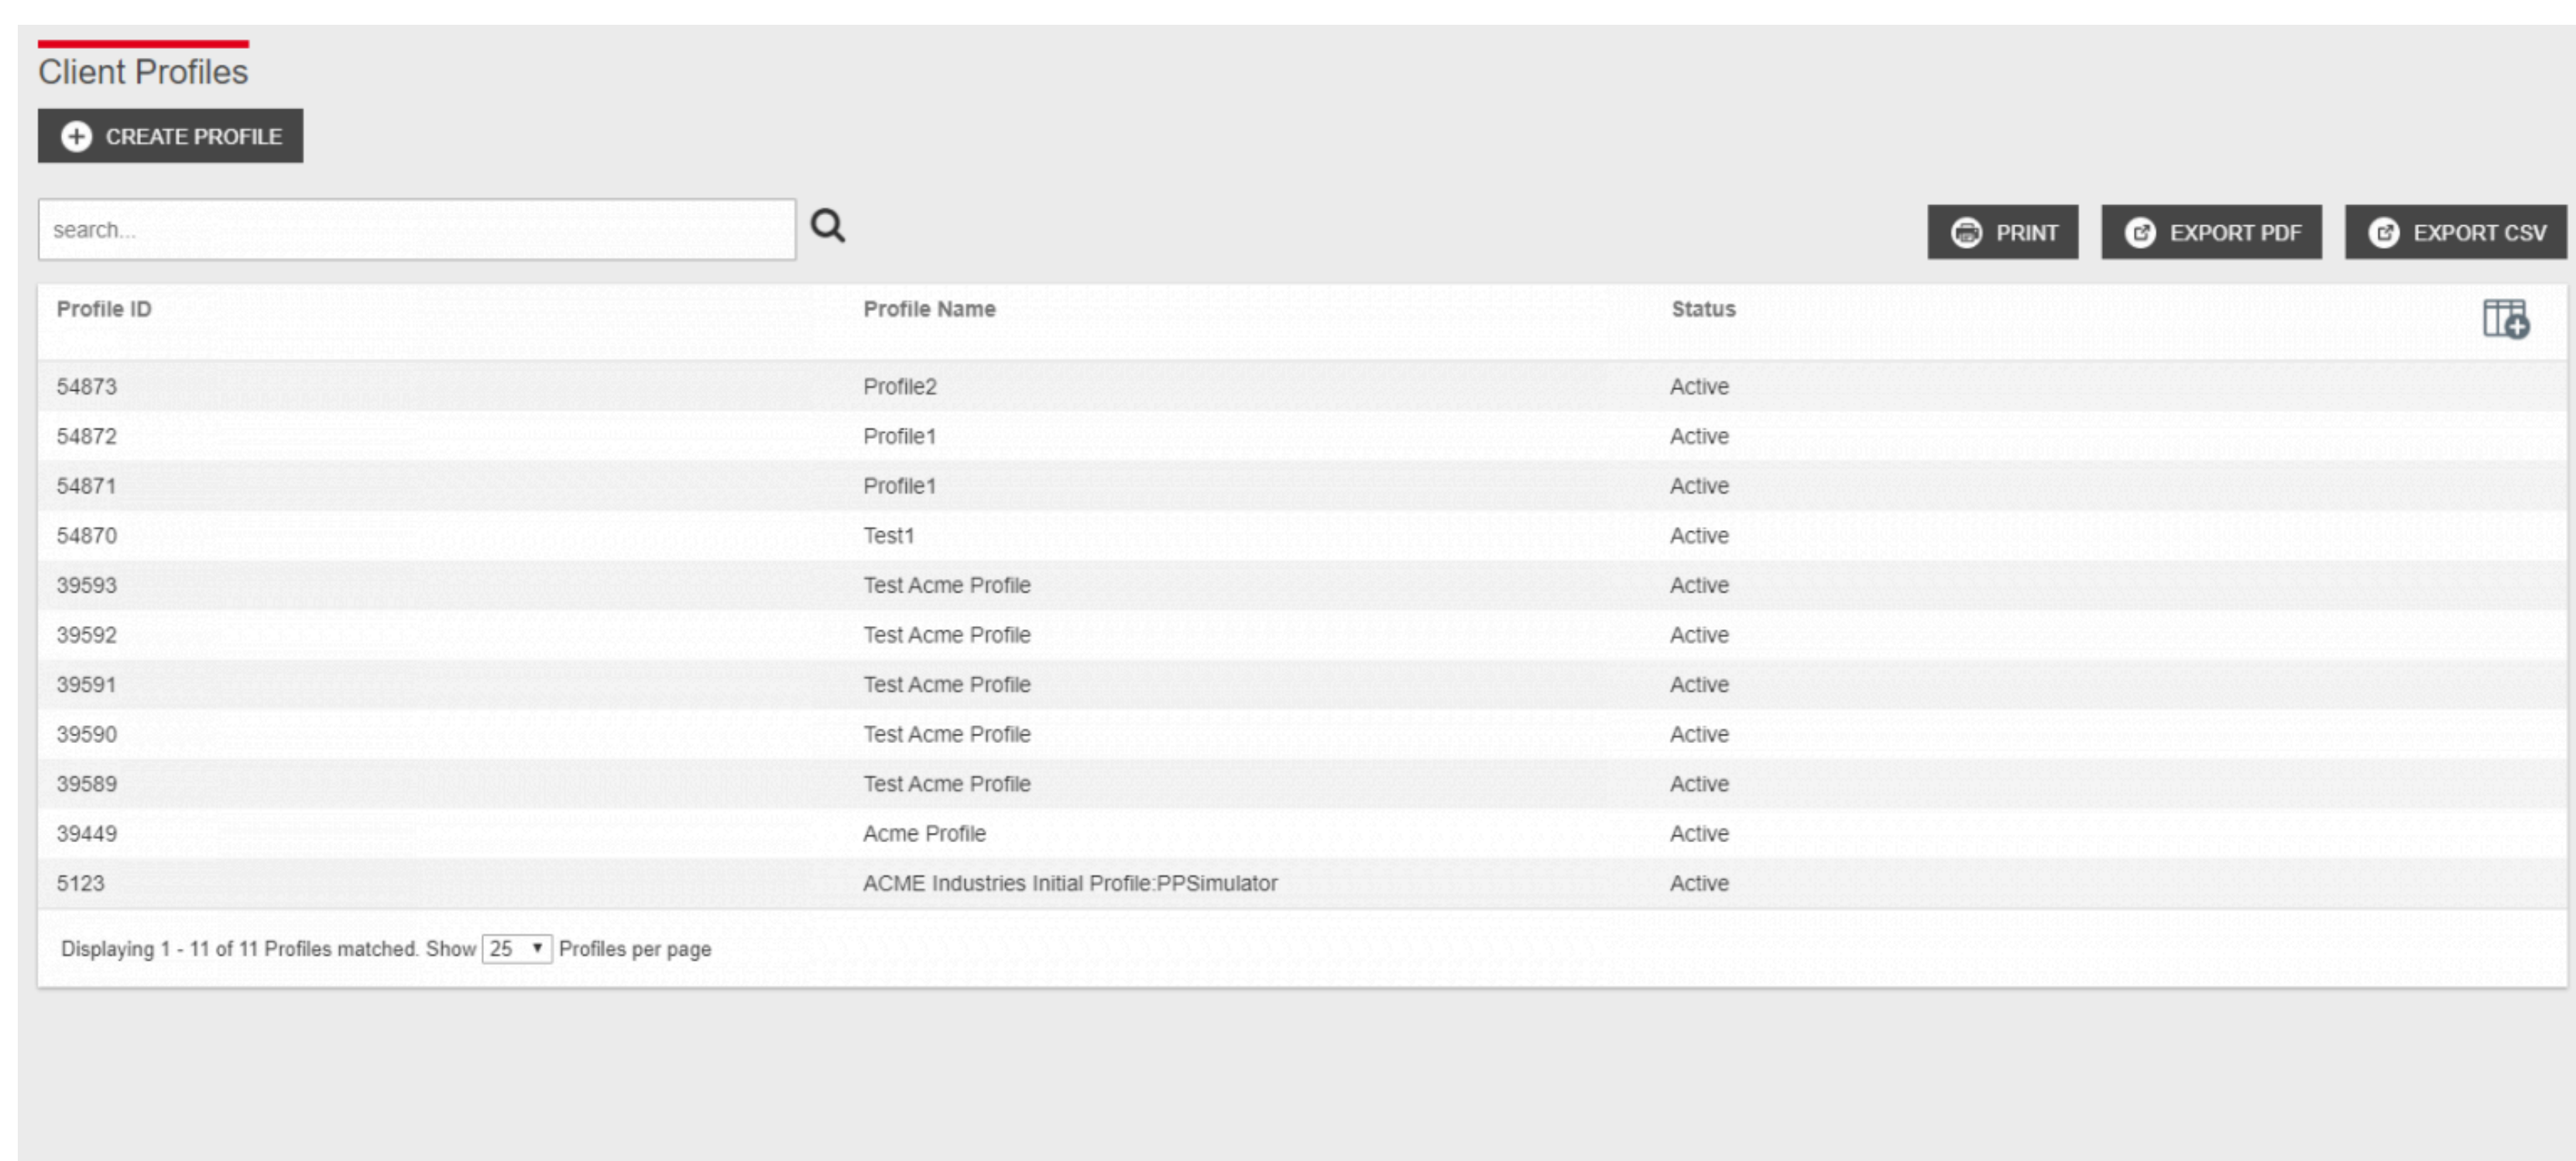 Client Profiles
CREATE PROFILE
search...
PRINT EXPORT PDF EXPORT CSV
Profile ID Profile Name Status
54873 Profile2 Active
54872 Profile1 Active
54871 Profile1 Active
54870 Test1 Active
39593 Test Acme Profile Active
39592 Test Acme Profile Active
39591 Test Acme Profile Active
39590 Test Acme Profile Active
39589 Test Acme Profile Active
39449 Acme Profile Active
5123 ACME Industries Initial Profile:PPSimulator Active
Displaying 1 - 11 of 11 Profiles matched. Show 25 Profiles per page